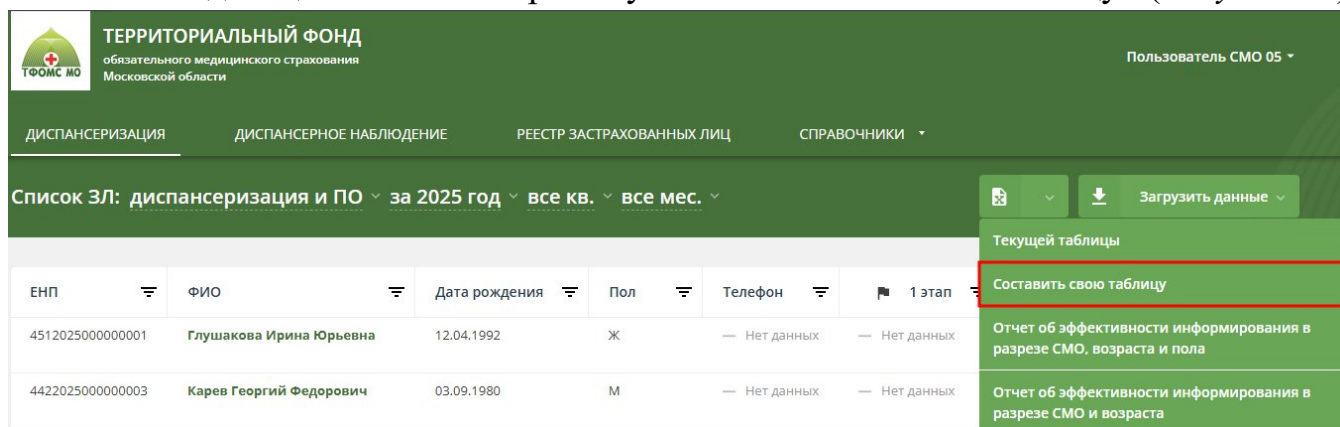 ТЕРРИТОРИАЛЬНЫЙ ФОНД
обязательного медицинского страхования
Московской области
ТФОМС МО
Пользователь СМО 05
ДИСПАНСЕРИЗАЦИЯ ДИСПАНСЕРНОЕ НАБЛЮДЕНИЕ РЕЕСТР ЗАСТРАХОВАННЫХ ЛИЦ СПРАВОЧНИКИ
Список ЗЛ: диспансеризация и ПО за 2025 год все кв. все мес. Загрузить данные
Текущей таблицы
Составить свою таблицу
Отчет об эффективности информирования в
разрезе СМО, возраста и пола
Отчет об эффективности информирования в
разрезе СМО и возраста
ЕНП ФИО Дата рождения Пол Телефон 1 этап
4512025000000001 Глушакова Ирина Юрьевна 12.04.1992 Ж — Нет данных — Нет данных
4422025000000003 Карев Георгий Федорович 03.09.1980 М — Нет данных — Нет данных